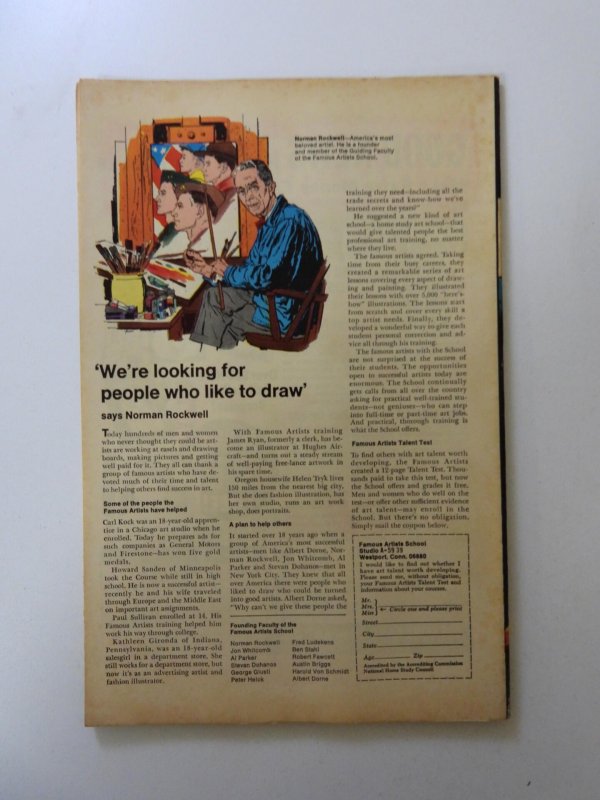 Norman Rockwell—America's most
beloved artist. He is a founder
and member of the Guiding Faculty
of the Famous Artists School.
'We're looking for
people who like to draw'
says Norman Rockwell
Today hundreds of men and women
who never thought they could be art-
ists are working at easels and drawing
boards, making pictures and getting
well paid for it. They all can thank a
group of famous artists who have de-
voted much of their time and talent
to helping others find success in art.
Some of the people the
Famous Artists have helped
Carl Kock was an 18-year-old appren-
tice in a Chicago art studio when he
enrolled. Today he prepares ads for
such companies as General Motors
and Firestone—has won five gold
medals.
Howard Sanden of Minneapolis
took the Course while still in high
school. He is now a successful artist—
recently he and his wife traveled
through Europe and the Middle East
on important art assignments.
Paul Sullivan enrolled at 14. His
Famous Artists training helped him
work his way through college.
Kathleen Gironda of Indiana,
Pennsylvania, was an 18-year-old
salesgirl in a department store. She
still works for a department store, but
now it's as an advertising artist and
fashion illustrator.
With Famous Artists training
James Ryan, formerly a clerk, has be-
come an illustrator at Hughes Air-
craft—and turns out a steady stream
of well-paying free-lance artwork in
his spare time.
Oregon housewife Helen Tryk lives
150 miles from the nearest big city.
But she does fashion illustration, has
her own studio, runs an art work
shop, does portraits.
A plan to help others
It started over 18 years ago when a
group of America's most successful
artists—men like Albert Dorne, Nor-
man Rockwell, Jon Whitcomb, Al
Parker and Stevan Dohanos—met in
New York City. They knew that all
over America there were people who
liked to draw who could be turned
into good artists. Albert Dorne asked,
"Why can't we give these people the
Founding Faculty of the
Famous Artists School
Norman Rockwell
Jon Whitcomb
Al Parker
Stevan Dohanos
George Giusti
Peter Helck
Fred Ludekens
Ben Stahl
Robert Fawcett
Austin Briggs
Harold Von Schmidt
Albert Dorne
training they need—including all the
trade secrets and know-how we've
learned over the years?"
He suggested a new kind of art
school—a home study art school—that
would give talented people the best
professional art training, no matter
where they live.
The famous artists agreed. Taking
time from their busy careers, they
created a remarkable series of art
lessons covering every aspect of draw-
ing and painting. They illustrated
their lessons with over 5,000 "here's-
how" illustrations. The lessons start
from scratch and cover every skill a
top artist needs. Finally, they de-
veloped a wonderful way to give each
student personal correction and ad-
vice all through his training.
The famous artists with the School
are not surprised at the success of
their students. The opportunities
open to successful artists today are
enormous. The School continually
gets calls from all over the country
asking for practical well-trained stu-
dents—not geniuses—who can step
into full-time or part-time art jobs.
And practical, thorough training is
what the School offers.
Famous Artists Talent Test
To find others with art talent worth
developing, the Famous Artists
created a 12-page Talent Test. Thou-
sands paid to take this test, but now
the School offers and grades it free.
Men and women who do well on the
test—or offer other sufficient evidence
of art talent—may enroll in the
School. But there's no obligation.
Simply mail the coupon below.
Famous Artists School
Studio A-59 39
Westport, Conn. 06880
I would like to find out whether I
have art talent worth developing.
Please send me, without obligation,
your Famous Artists Talent Test and
information about your courses.
Mr.
Mrs.
Miss
← Circle one and please print
Street
City
State
Age Zip
Accredited by the Accrediting Commission
National Home Study Council